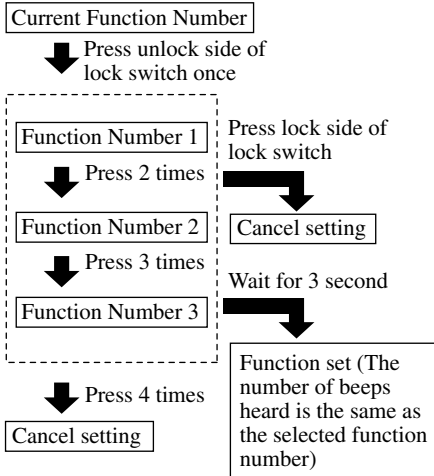 Current Function Number
Press unlock side of
lock switch once
Function Number 1
Press 2 times
Press lock side of
lock switch
Function Number 2
Cancel setting
Press 3 times
Wait for 3 second
Function Number 3
Press 4 times
Cancel setting
Function set (The
number of beeps
heard is the same as
the selected function
number)